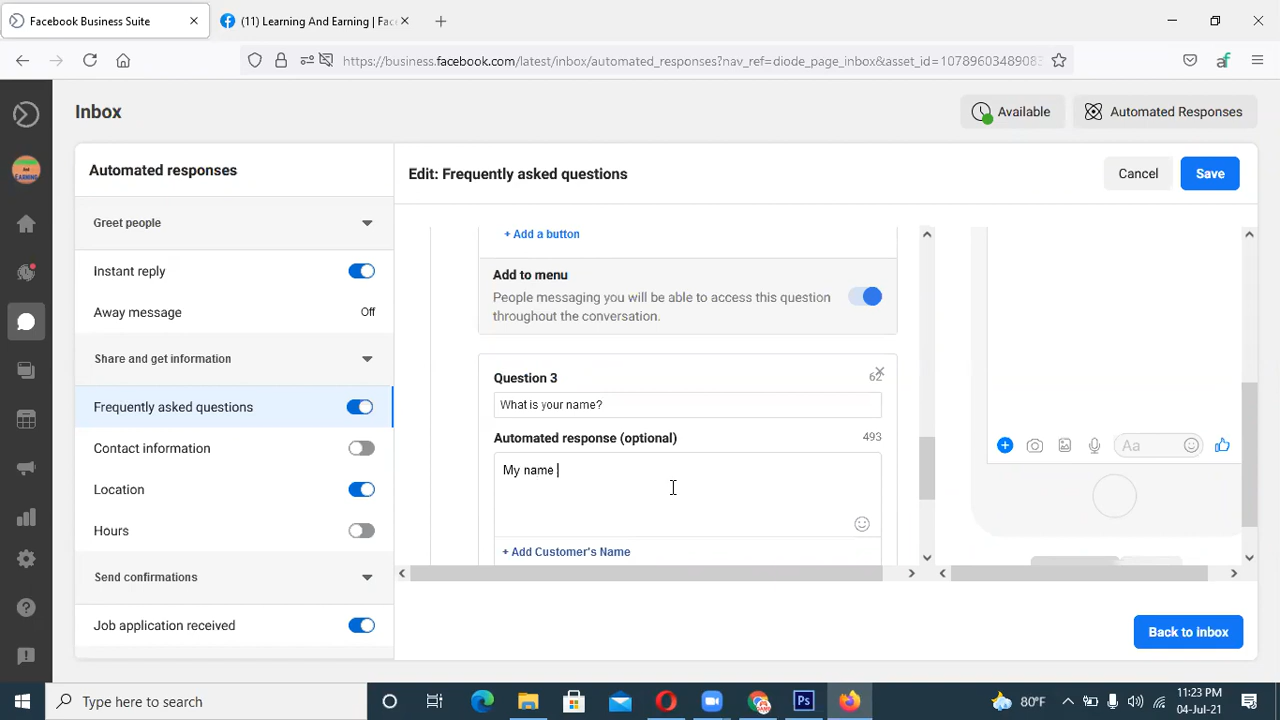 Facebook Business Suite
(11) Learning And Earning | Fac
https://business.facebook.com/latest/inbox/automated_responses?nav_ref=diode_page_inbox&asset_id=10789603489083
Inbox
Available
Automated Responses
Automated responses
Edit: Frequently asked questions
Cancel
Save
Greet people
Instant reply
Away message
Off
Share and get information
Frequently asked questions
Contact information
Location
Hours
Send confirmations
Job application received
+ Add a button
Add to menu
People messaging you will be able to access this question
throughout the conversation.
Question 3
62
What is your name?
Automated response (optional)
493
My name
+ Add Customer's Name
Aa
Back to inbox
Type here to search
Ps
80°F
11:23 PM
04-Jul-21